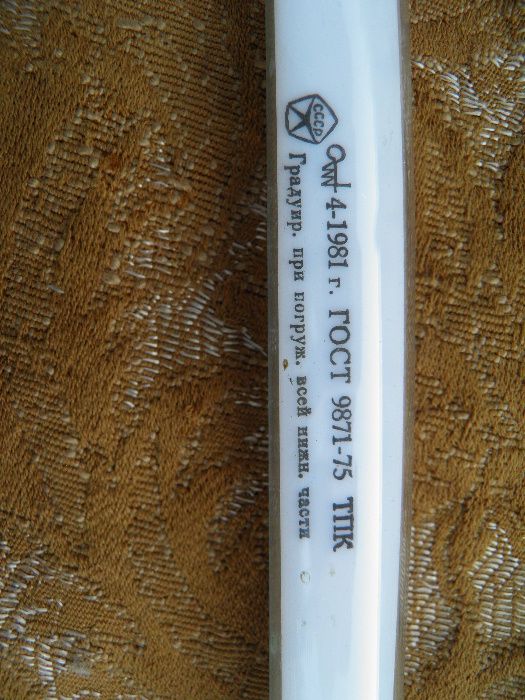 СССР
4-1981 г. ГОСТ 9871-75 ТПК
Градуир. при погруж. всей нижн. части